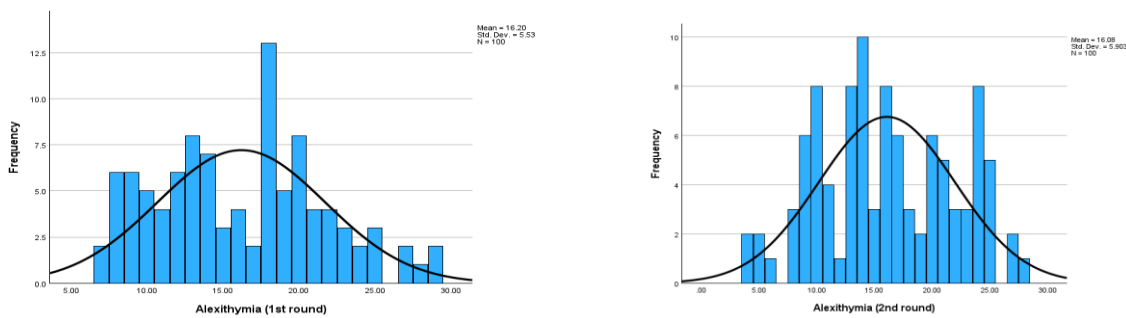 Mean = 16.20
Std. Dev. = 5.53
N = 100
12.5
10.0
7.5
5.0
2.5
0.0
Frequency
5.00 10.00 15.00 20.00 25.00 30.00
Alexithymia (1st round)
Mean = 16.08
Std. Dev. = 5.903
N = 100
10
8
6
4
2
0
Frequency
.00 5.00 10.00 15.00 20.00 25.00 30.00
Alexithymia (2nd round)